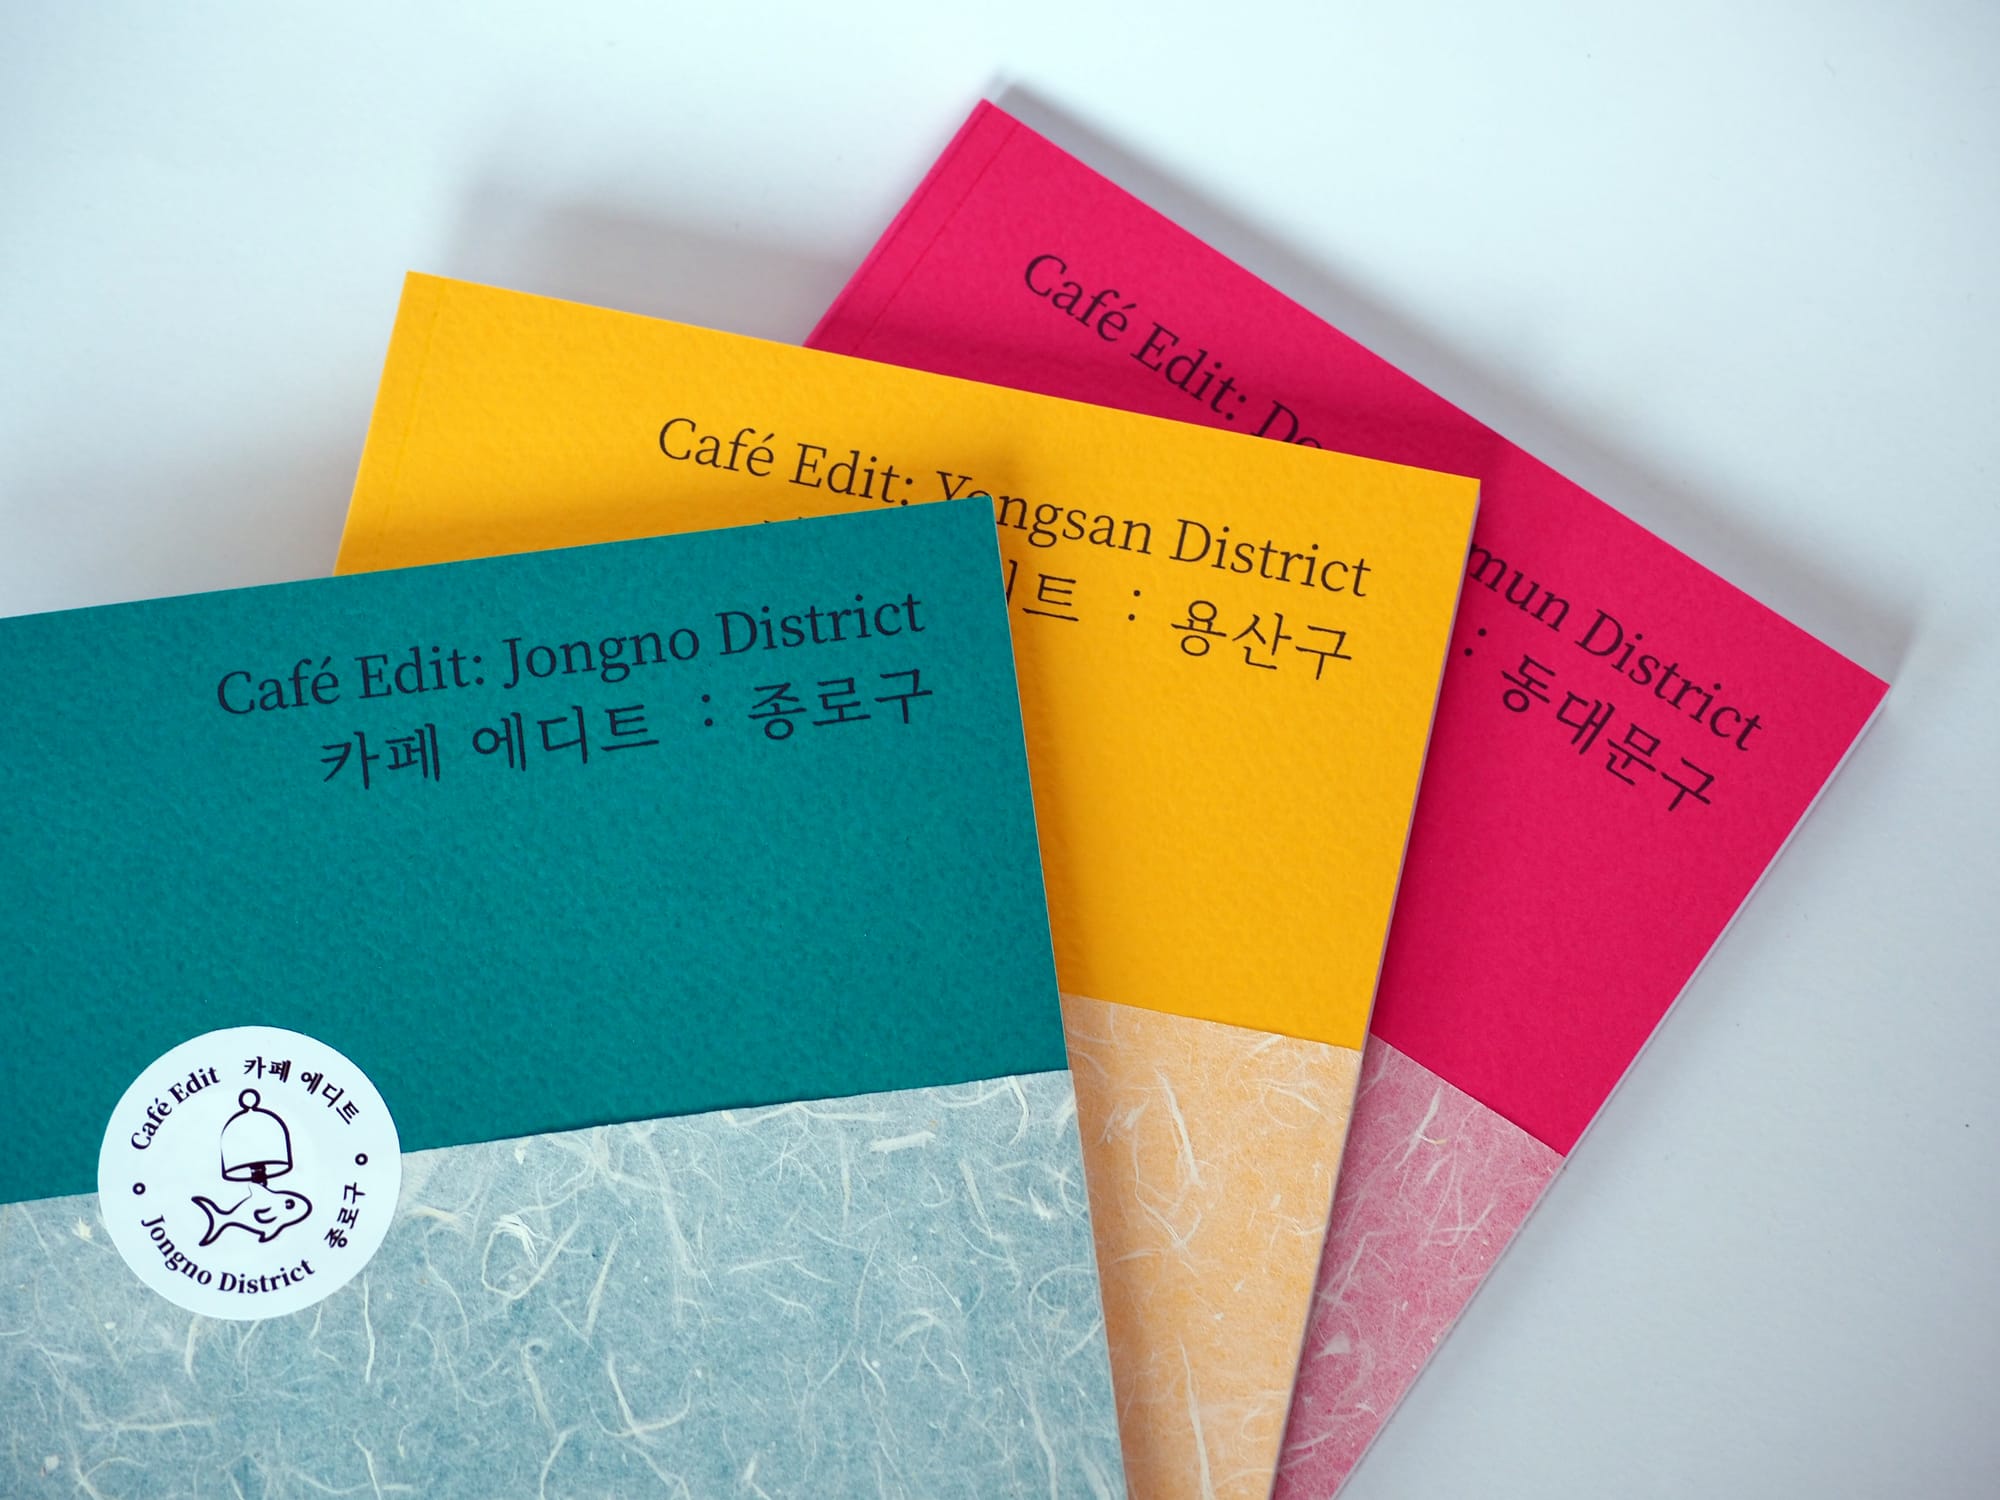 Café Edit: Jongno District
카페 에디트 : 종로구
Café Edit 카페 에디트
Jongno District 종로구
Café Edit: Yongsan District
트 : 용산구
Café Edit:
District
: 동대문구